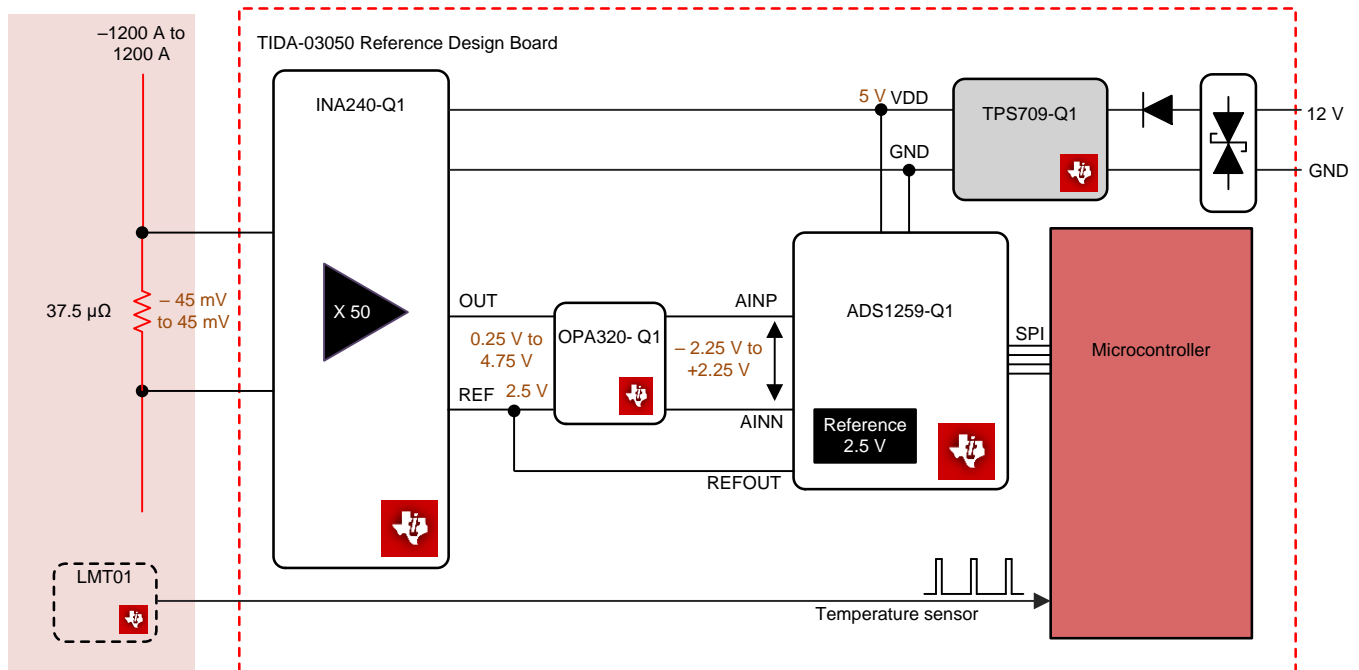 –1200 A to
1200 A
TIDA-03050 Reference Design Board
INA240-Q1
5 V VDD
TPS709-Q1
12 V
GND
GND
37.5 µΩ
– 45 mV
to 45 mV
X 50
OUT
0.25 V to
4.75 V
REF
2.5 V
OPA320- Q1
AINP
– 2.25 V to
+2.25 V
AINN
REFOUT
ADS1259-Q1
Reference
2.5 V
SPI
Microcontroller
LMT01
Temperature sensor